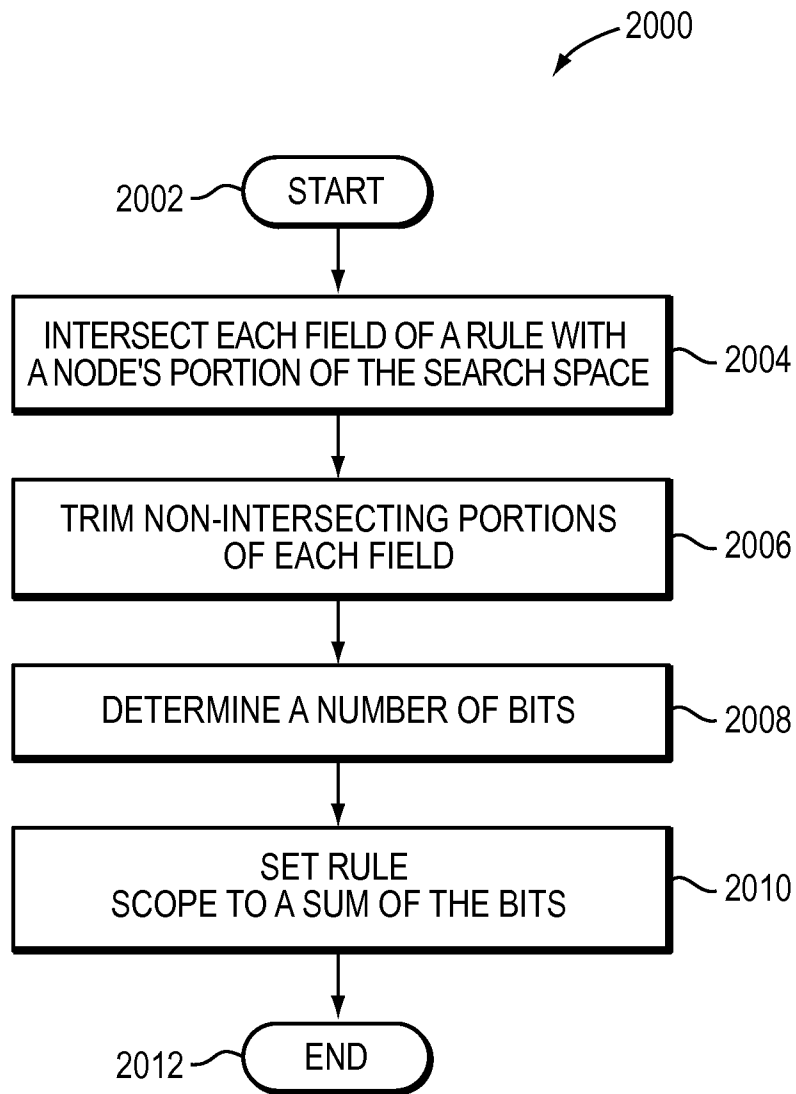 2000
2002
START
INTERSECT EACH FIELD OF A RULE WITH
A NODE'S PORTION OF THE SEARCH SPACE
2004
TRIM NON-INTERSECTING PORTIONS
OF EACH FIELD
2006
DETERMINE A NUMBER OF BITS
2008
SET RULE
SCOPE TO A SUM OF THE BITS
2010
2012
END